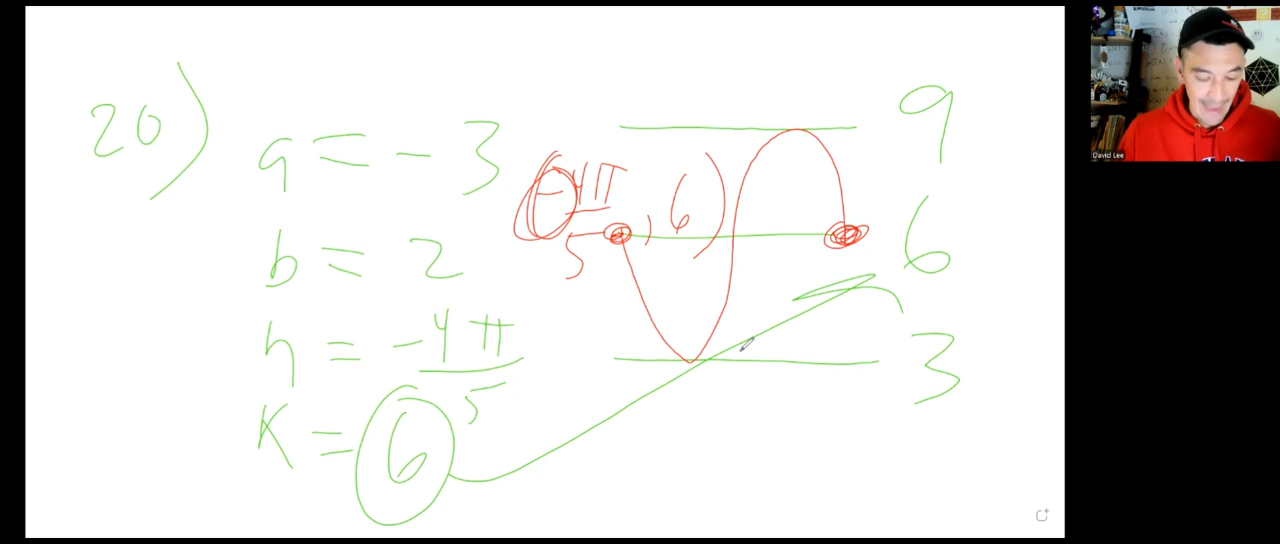 20)
a = -3
b = 2
h = -4π/5
K = 6
(-4π/5, 6)
9
6
3
David Lee